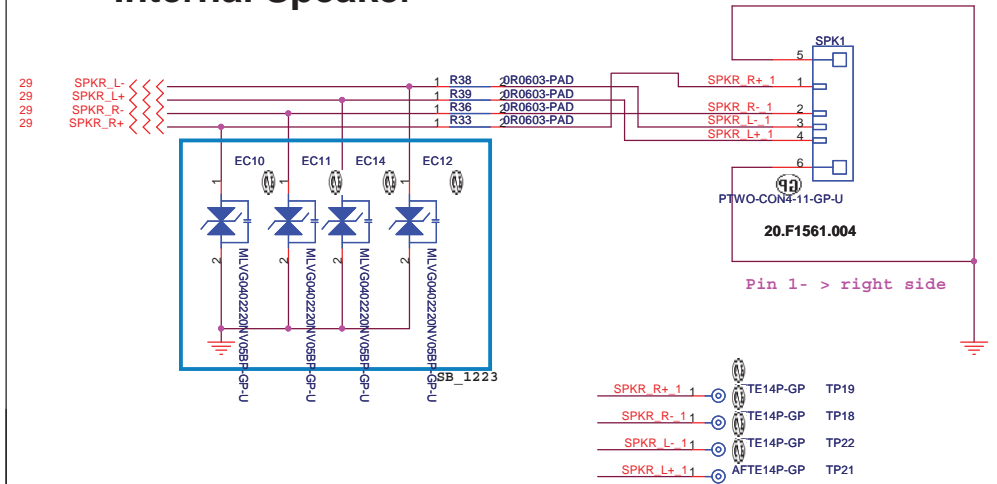 Internal Speaker
SPK1
5
29 SPKR_L- 1 R38 2 0R0603-PAD SPKR_R+_1 1
29 SPKR_L+ 1 R39 2 0R0603-PAD
29 SPKR_R- 1 R36 2 0R0603-PAD SPKR_R-_1 2
29 SPKR_R+ 1 R33 2 0R0603-PAD SPKR_L-_1 3
SPKR_L+_1 4
6
EC10 EC11 EC14 EC12
1 1 1 1
2 2 2 2
MLVG0402220NV05BP-GP-U
MLVG0402220NV05BP-GP-U
MLVG0402220NV05BP-GP-U
MLVG0402220NV05BP-GP-U
SB_1223
PTWO-CON4-11-GP-U
20.F1561.004
Pin 1- > right side
SPKR_R+_1 1 TE14P-GP TP19
SPKR_R-_1 1 TE14P-GP TP18
SPKR_L-_1 1 TE14P-GP TP22
SPKR_L+_1 1 AFTE14P-GP TP21